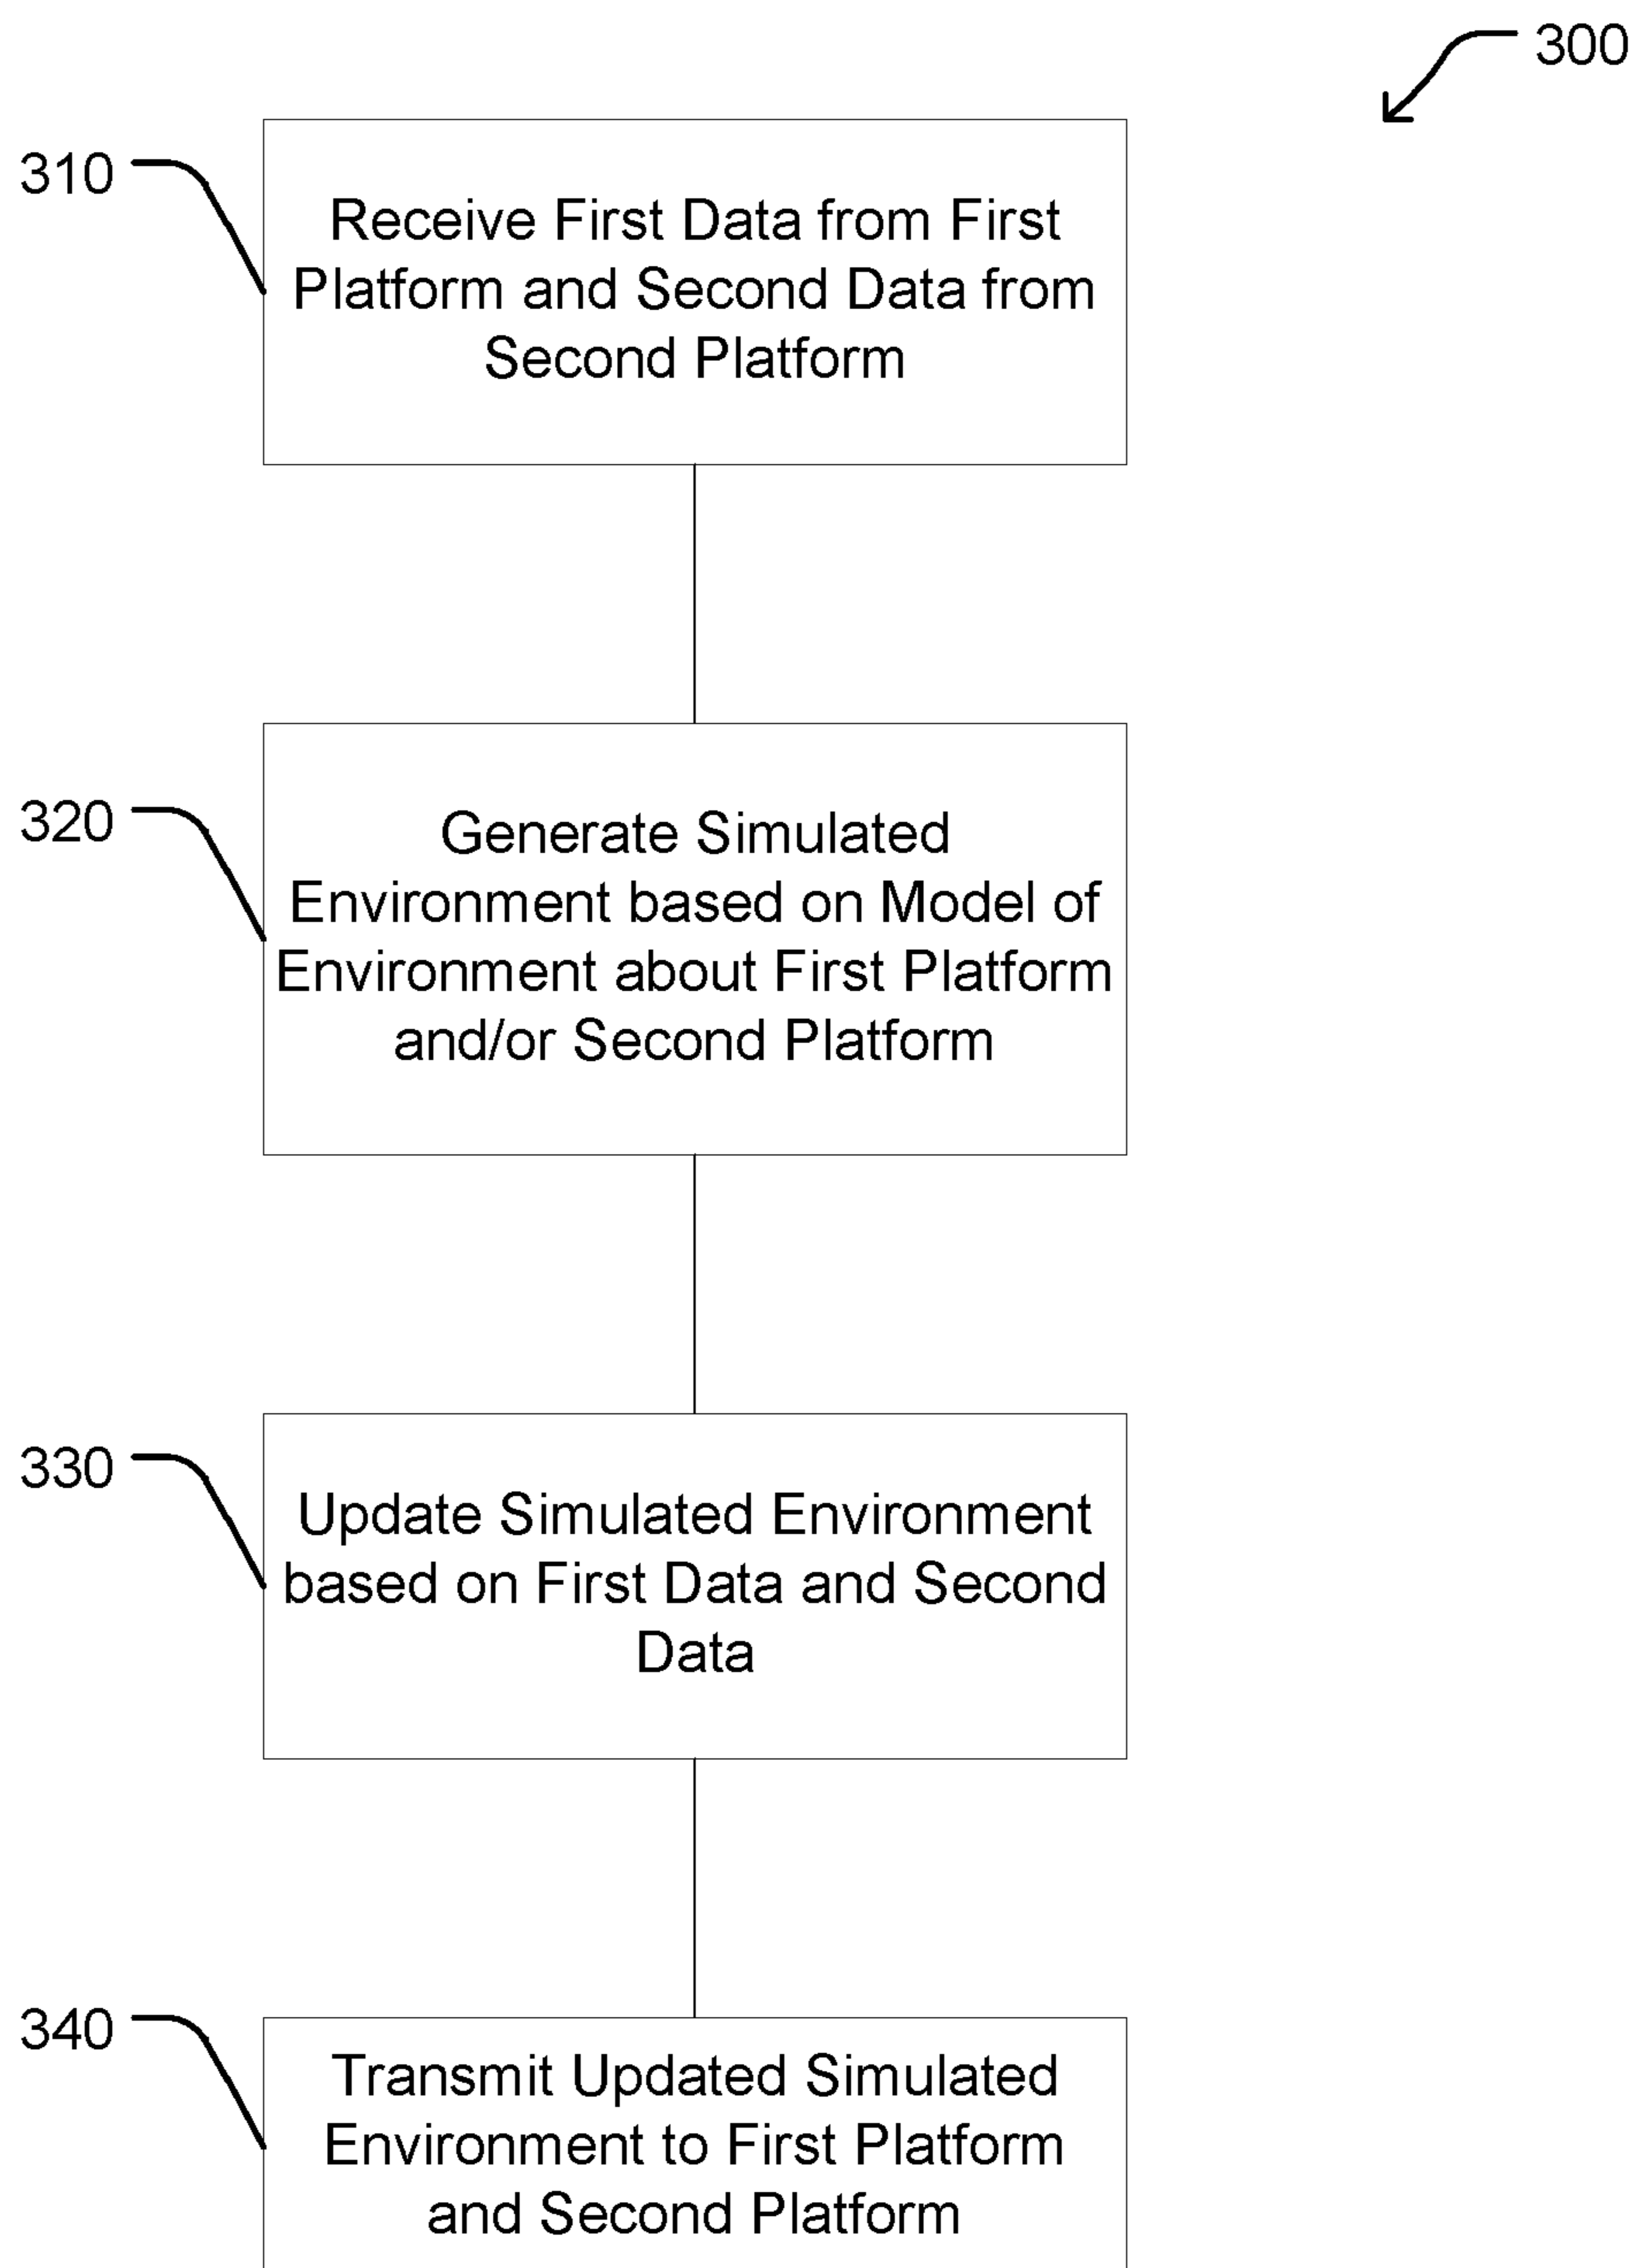 300
310
Receive First Data from First
Platform and Second Data from
Second Platform
320
Generate Simulated
Environment based on Model of
Environment about First Platform
and/or Second Platform
330
Update Simulated Environment
based on First Data and Second
Data
340
Transmit Updated Simulated
Environment to First Platform
and Second Platform